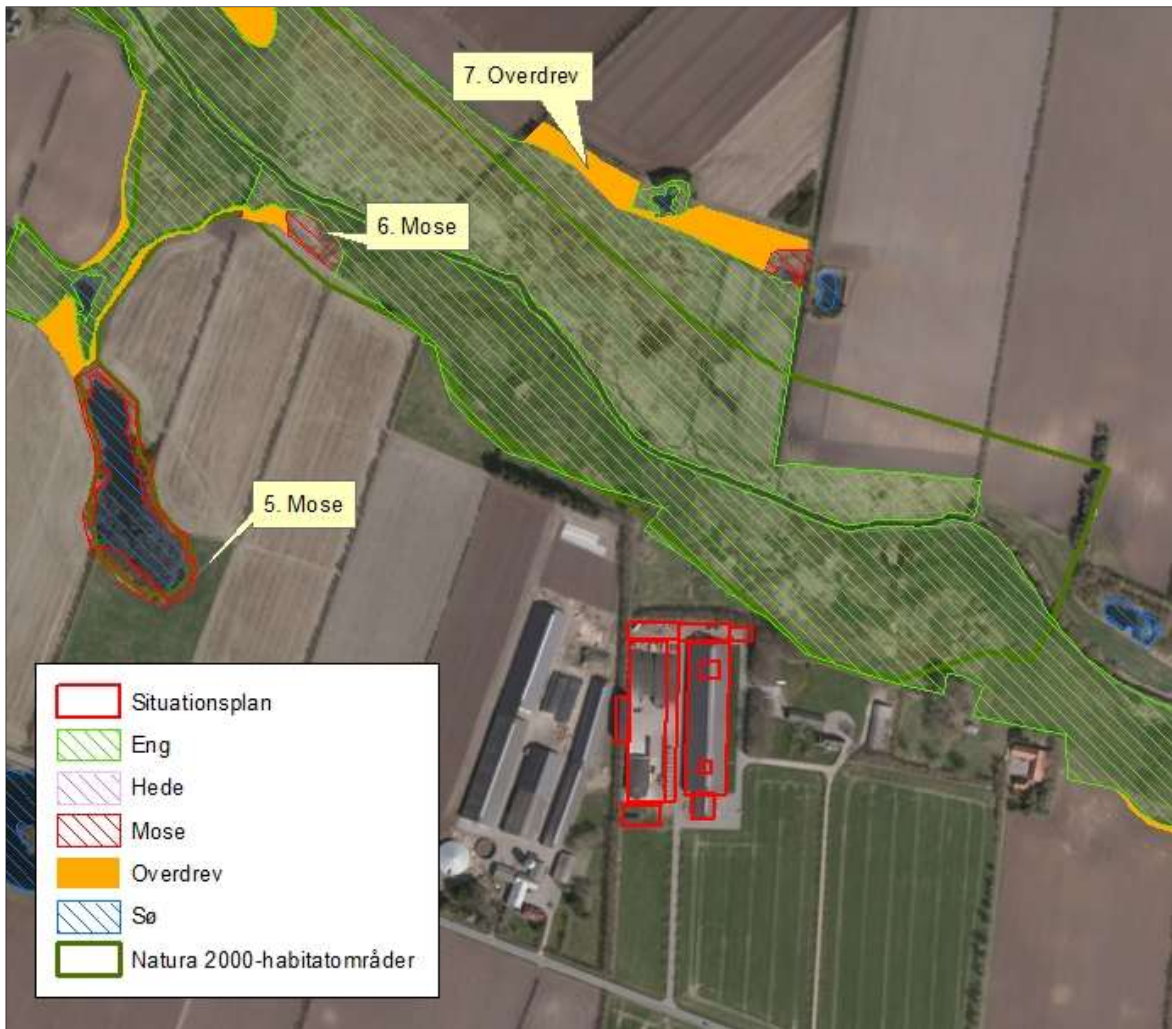 7. Overdrev
6. Mose
5. Mose
Situationsplan
Eng
Hede
Mose
Overdrev
Sø
Natura 2000-habitatområder